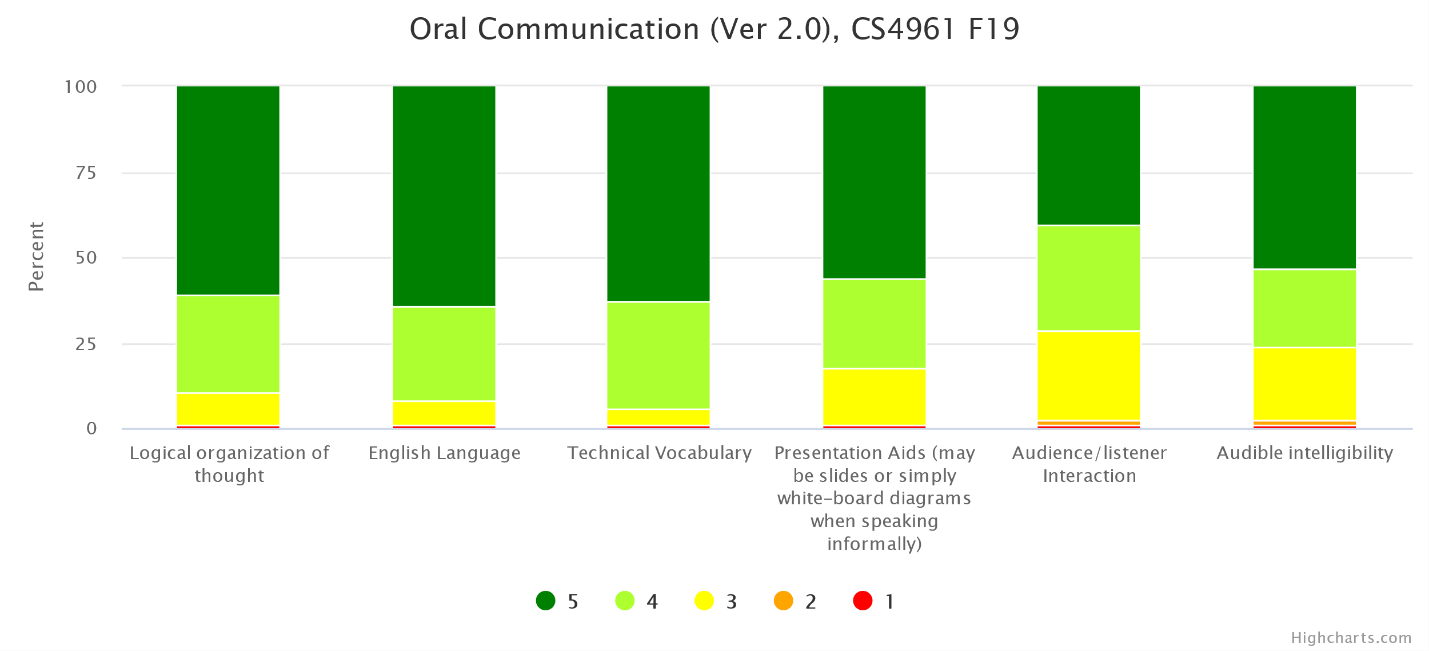 Oral Communication (Ver 2.0), CS4961 F19
100
75
50
25
0
Percent
Logical organization of
thought
English Language
Technical Vocabulary
Presentation Aids (may
be slides or simply
white-board diagrams
when speaking
informally)
Audience/listener
Interaction
Audible intelligibility
5
4
3
2
1
Highcharts.com